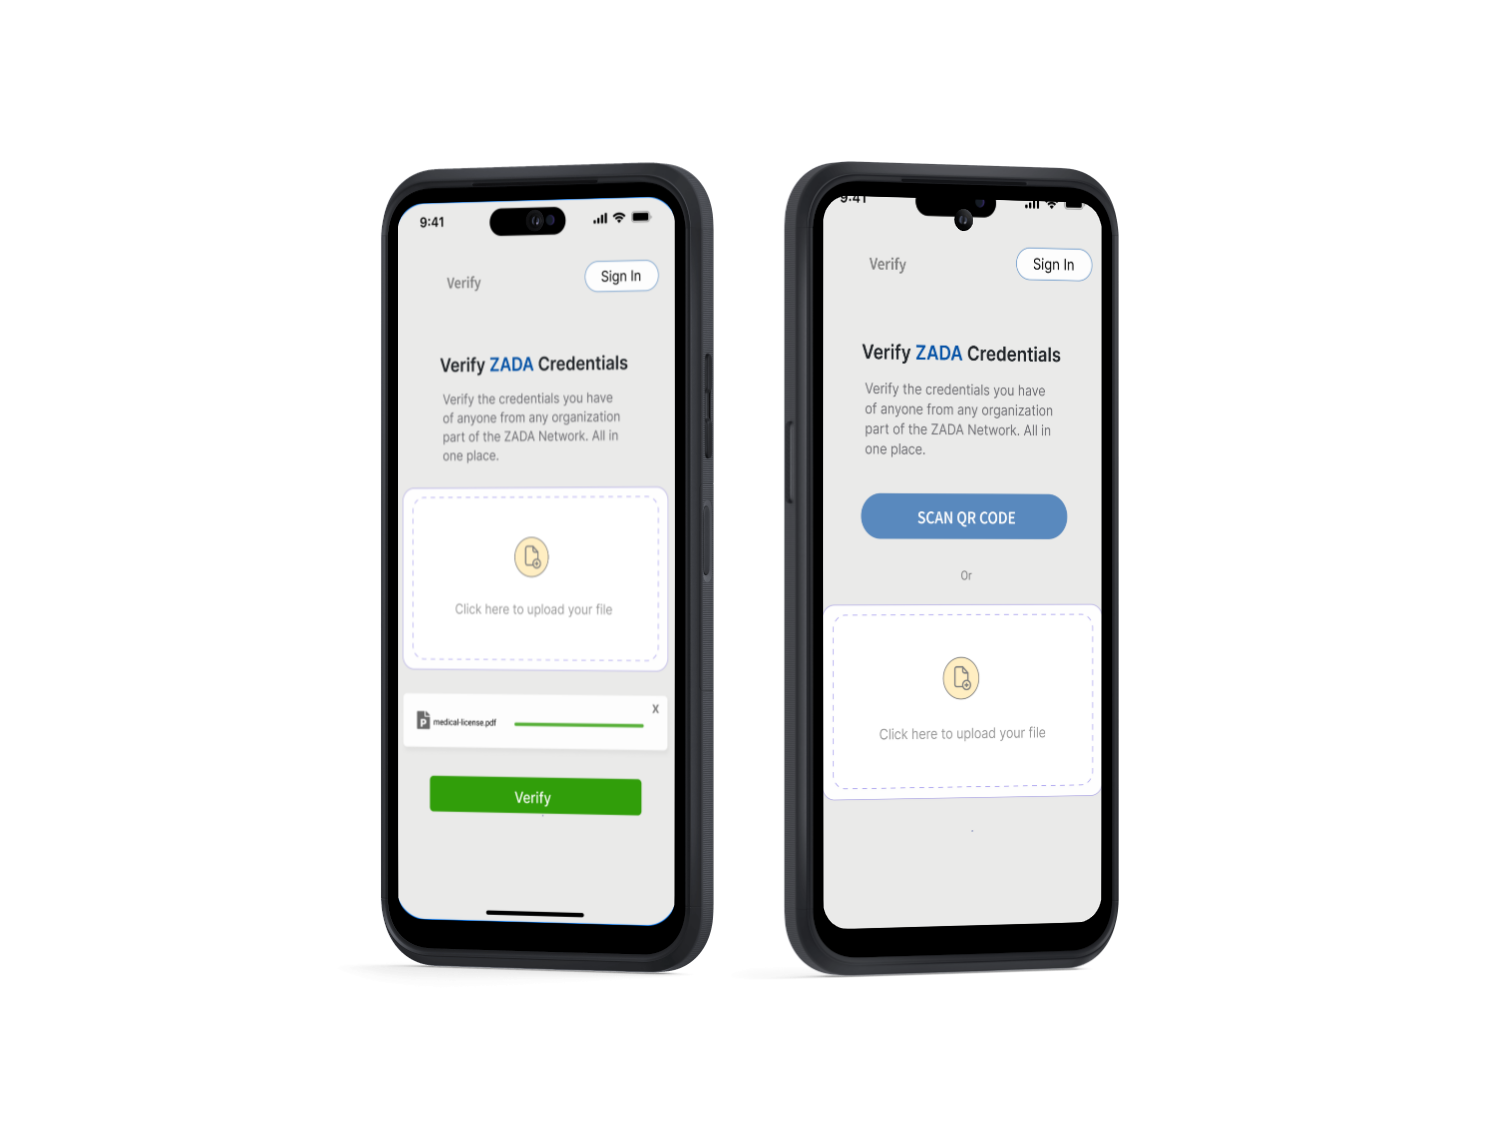 9:41
Verify
Sign In
Verify ZADA Credentials
Verify the credentials you have
of anyone from any organization
part of the ZADA Network. All in
one place.
Click here to upload your file
P medical-license.pdf
X
Verify
9:41
Verify
Sign In
Verify ZADA Credentials
Verify the credentials you have
of anyone from any organization
part of the ZADA Network. All in
one place.
SCAN QR CODE
Or
Click here to upload your file